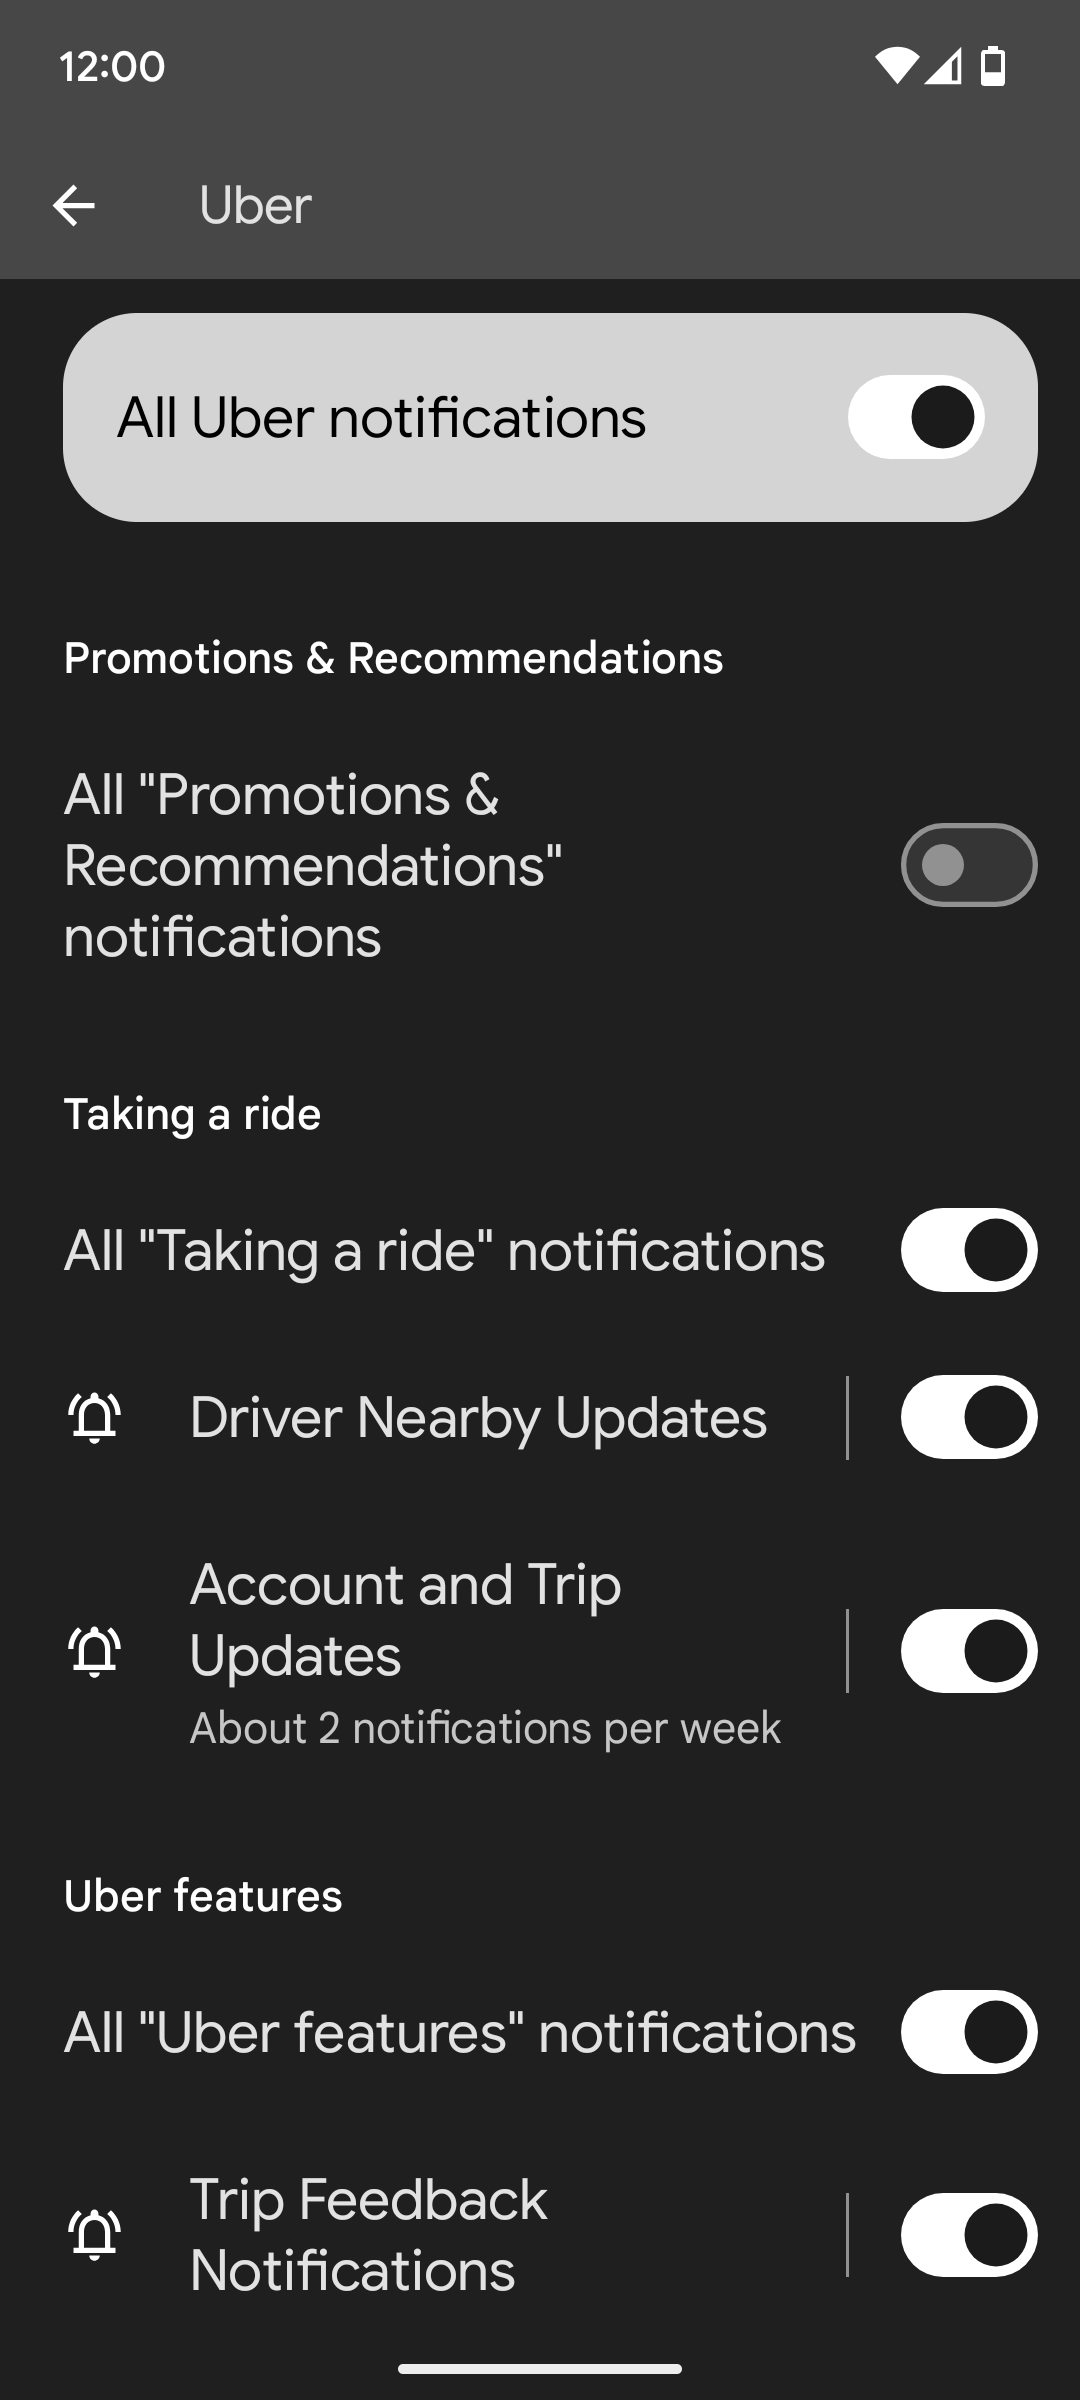 12:00
Uber
All Uber notifications
Promotions & Recommendations
All "Promotions &
Recommendations"
notifications
Taking a ride
All "Taking a ride" notifications
Driver Nearby Updates
Account and Trip
Updates
About 2 notifications per week
Uber features
All "Uber features" notifications
Trip Feedback
Notifications